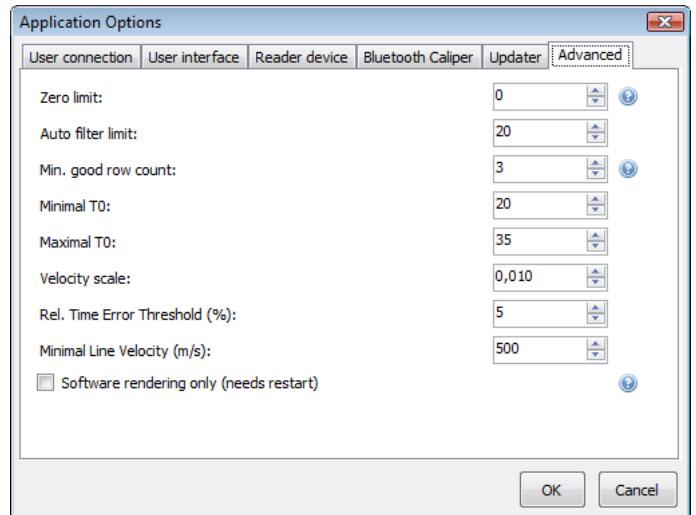 Application Options
User connection User interface Reader device Bluetooth Caliper Updater Advanced
Zero limit: 0
Auto filter limit: 20
Min. good row count: 3
Minimal T0: 20
Maximal T0: 35
Velocity scale: 0,010
Rel. Time Error Threshold (%): 5
Minimal Line Velocity (m/s): 500
Software rendering only (needs restart)
OK Cancel